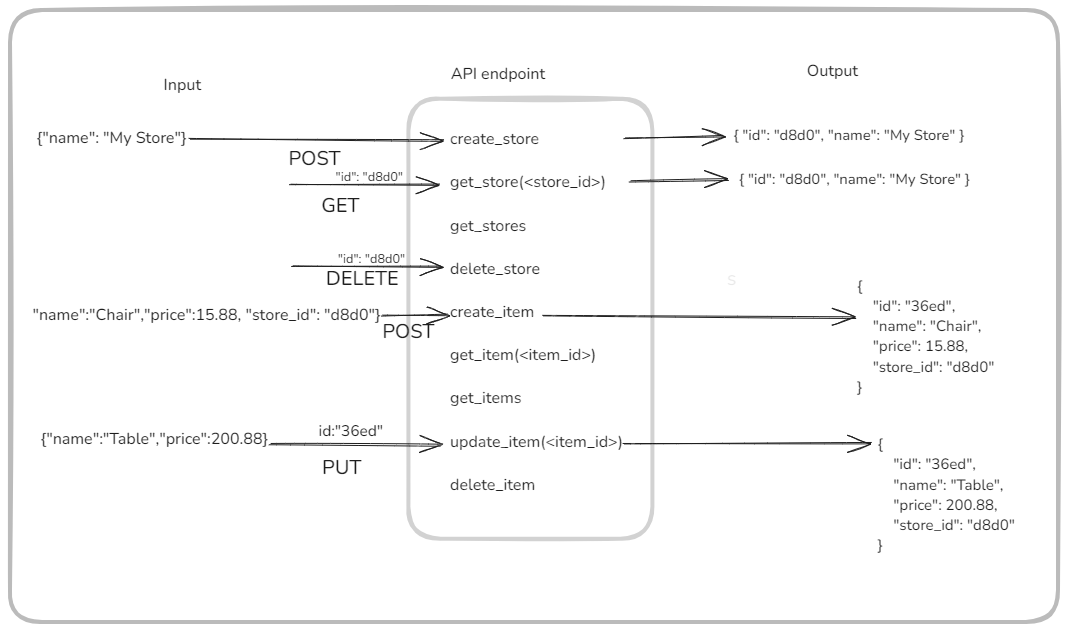 Input
API endpoint
Output
{"name": "My Store"}
POST
create_store
{ "id": "d8d0", "name": "My Store" }
"id": "d8d0"
GET
get_store(<store_id>)
{ "id": "d8d0", "name": "My Store" }
get_stores
"id": "d8d0"
DELETE
delete_store
s
"name":"Chair","price":15.88, "store_id": "d8d0"}
POST
create_item
{
"id": "36ed",
"name": "Chair",
"price": 15.88,
"store_id": "d8d0"
}
get_item(<item_id>)
get_items
{"name":"Table","price":200.88}
id:"36ed"
PUT
update_item(<item_id>)
{
"id": "36ed",
"name": "Table",
"price": 200.88,
"store_id": "d8d0"
}
delete_item